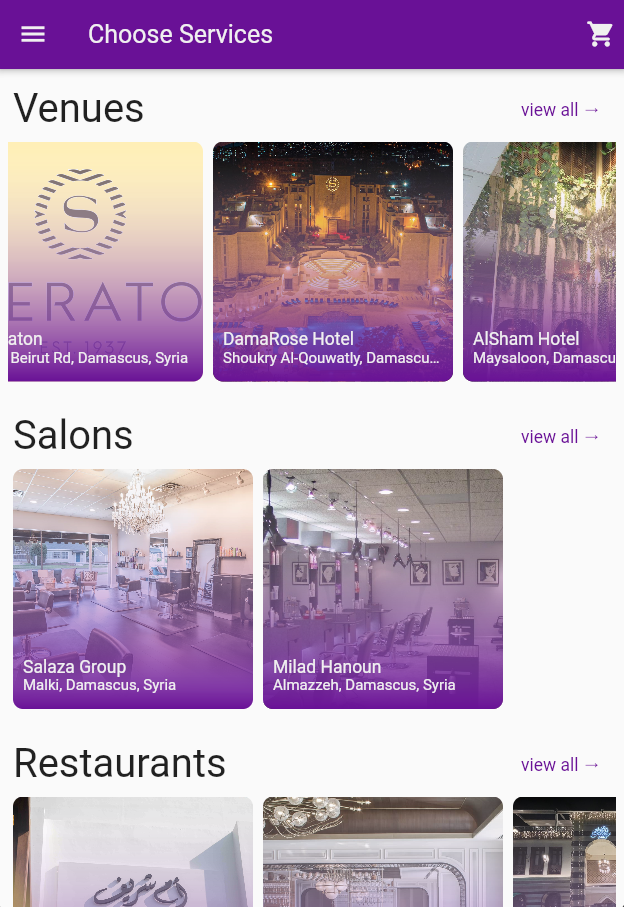 Choose Services
Venues
view all →
S
ERATO
EST 1937
aton
Beirut Rd, Damascus, Syria
DamaRose Hotel
Shoukry Al-Qouwatly, Damascu...
AlSham Hotel
Maysaloon, Damascu
Salons
view all →
Salaza Group
Malki, Damascus, Syria
Milad Hanoun
Almazzeh, Damascus, Syria
Restaurants
view all →
أم شريف